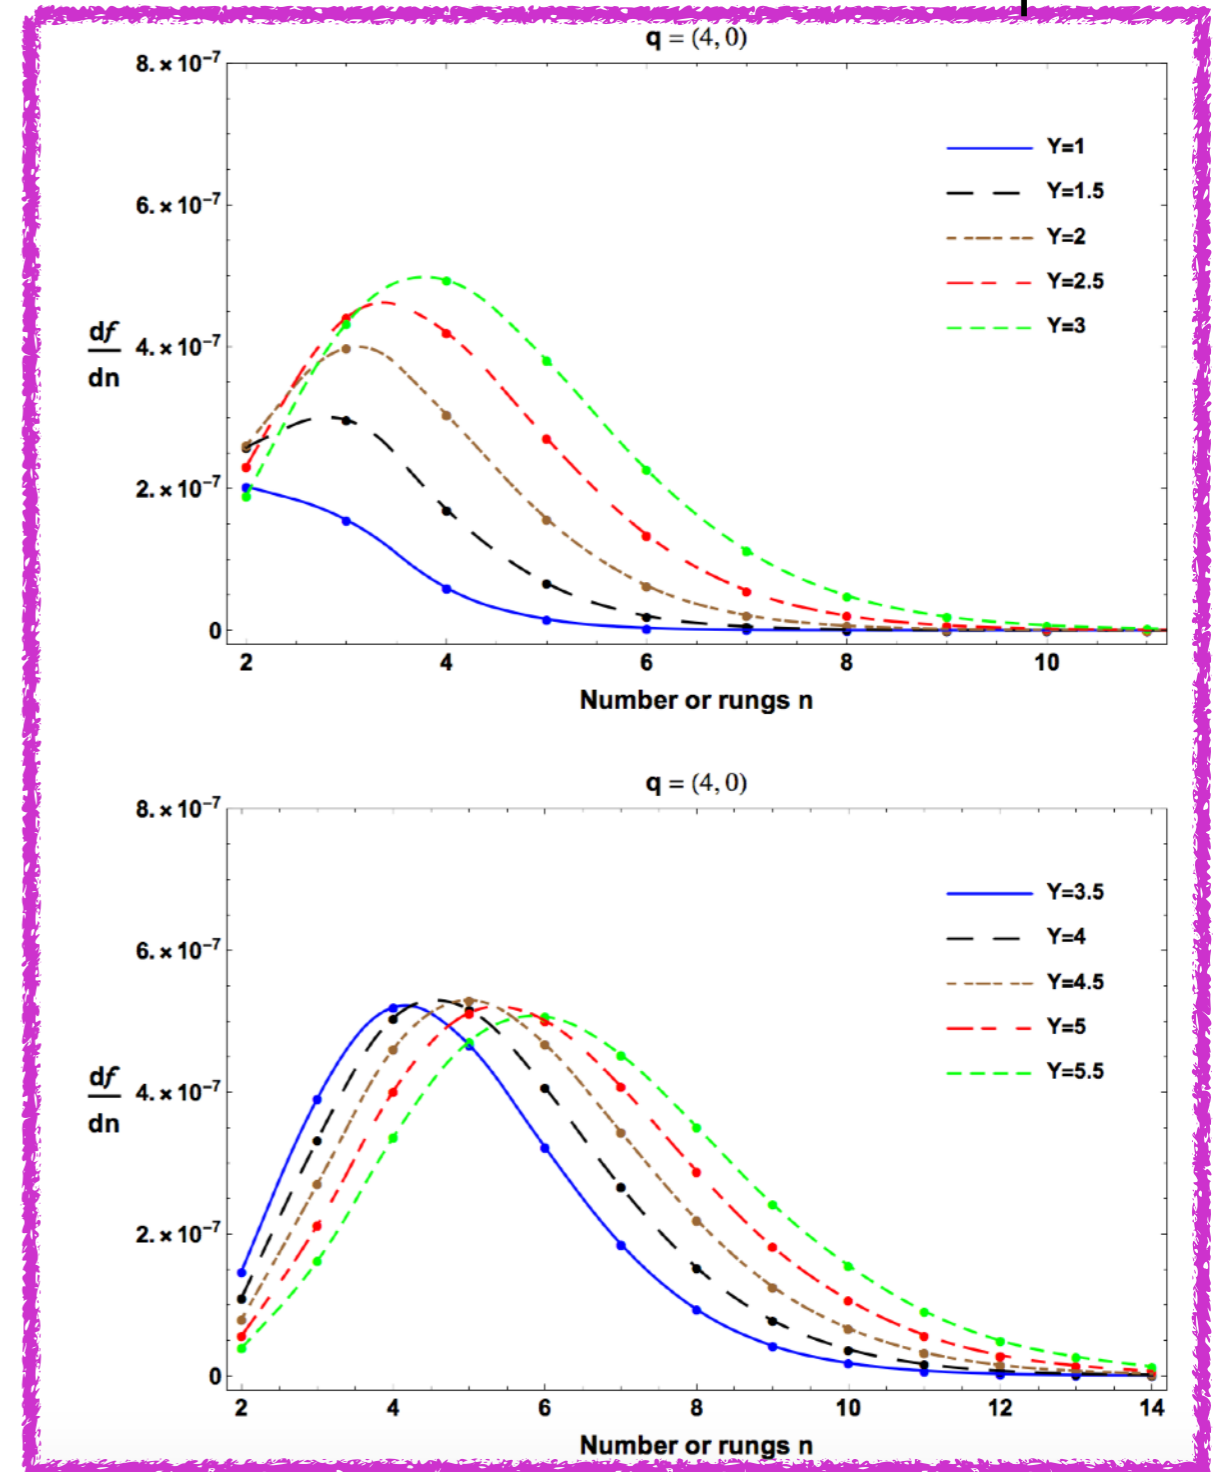 q = (4, 0)
8. × 10⁻⁷
6. × 10⁻⁷
4. × 10⁻⁷
2. × 10⁻⁷
0
df
dn
Y=1
Y=1.5
Y=2
Y=2.5
Y=3
2 4 6 8 10
Number or rungs n
q = (4, 0)
8. × 10⁻⁷
6. × 10⁻⁷
4. × 10⁻⁷
2. × 10⁻⁷
0
df
dn
Y=3.5
Y=4
Y=4.5
Y=5
Y=5.5
2 4 6 8 10 12 14
Number or rungs n